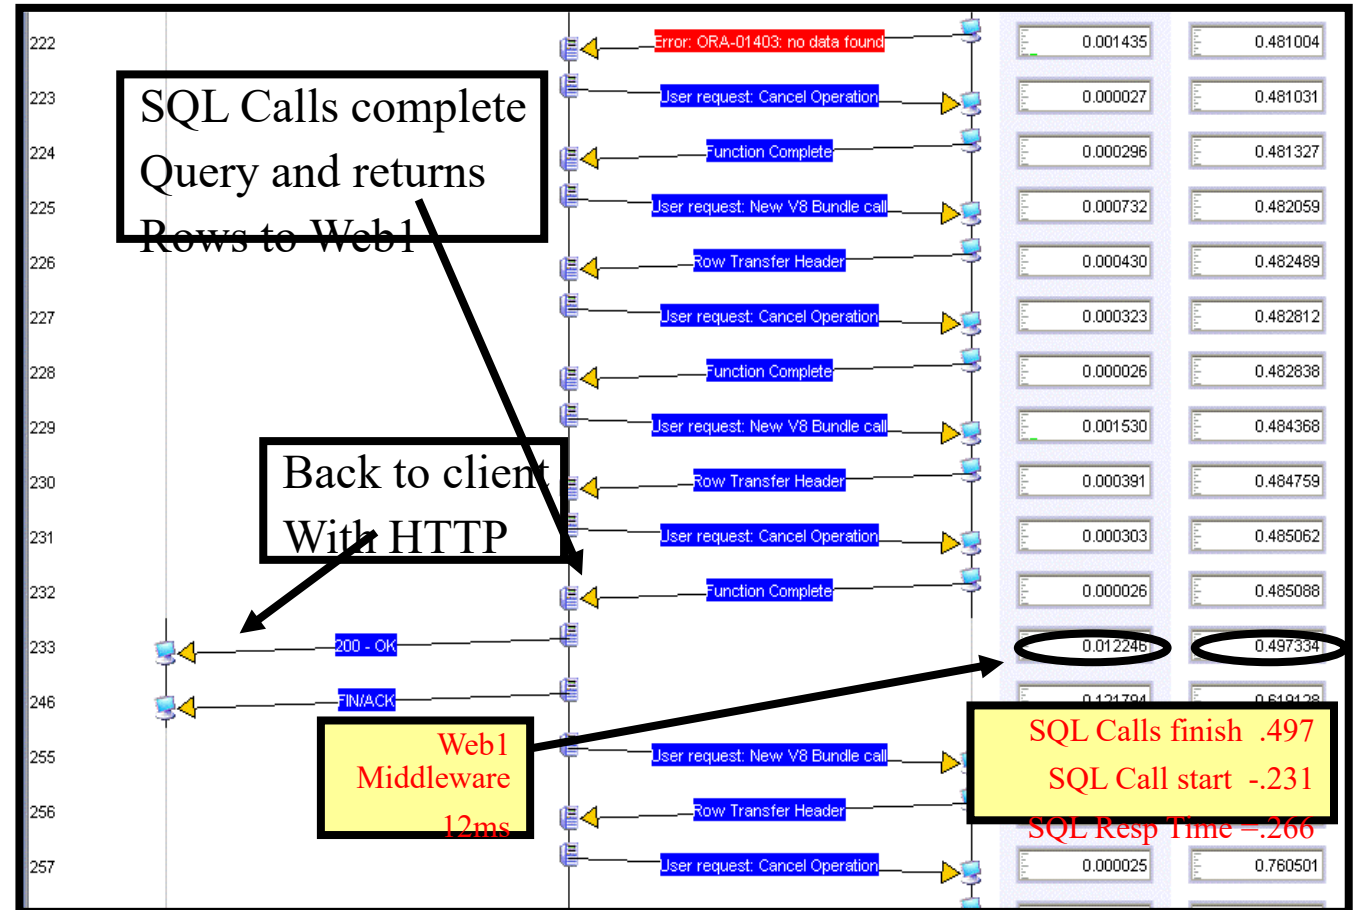 222 Error: ORA-01403: no data found 0.001435 0.481004
223 User request: Cancel Operation 0.000027 0.481031
SQL Calls complete
Query and returns
Rows to Web1
224 Function Complete 0.000296 0.481327
225 User request: New V8 Bundle call 0.000732 0.482059
226 Row Transfer Header 0.000430 0.482489
227 User request: Cancel Operation 0.000323 0.482812
228 Function Complete 0.000026 0.482838
229 User request: New V8 Bundle call 0.001530 0.484368
Back to client
With HTTP
230 Row Transfer Header 0.000391 0.484759
231 User request: Cancel Operation 0.000303 0.485062
232 Function Complete 0.000026 0.485088
233 200 - OK 0.012246 0.497334
246 FIN/ACK 0.121794 0.619128
Web1
Middleware
12ms
SQL Calls finish .497
SQL Call start -.231
SQL Resp Time =.266
255 User request: New V8 Bundle call
256 Row Transfer Header
257 User request: Cancel Operation 0.000025 0.760501